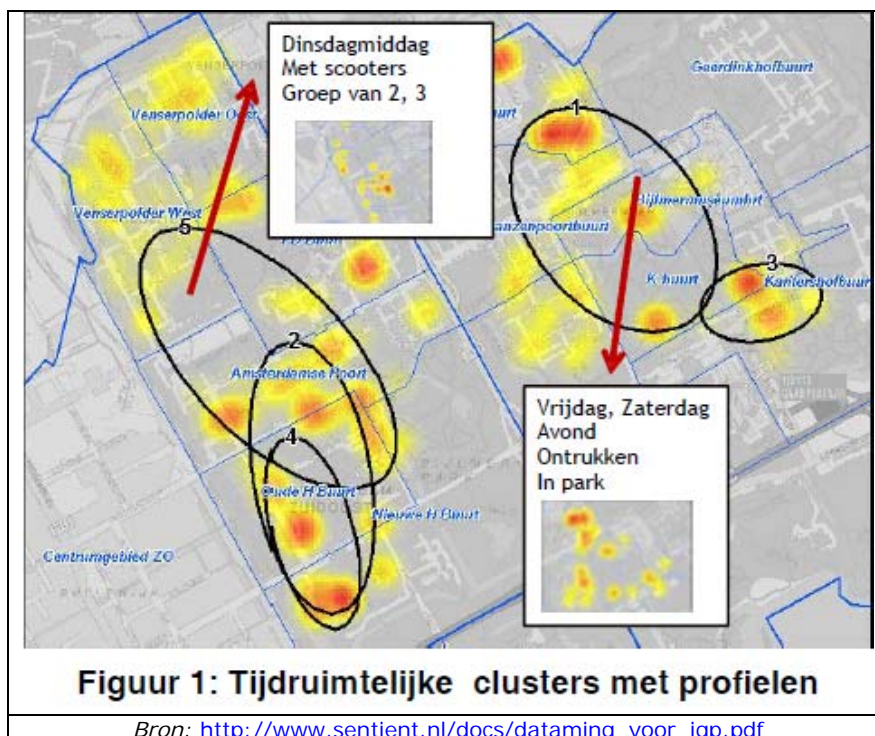 Dinsdagmiddag
Met scooters
Groep van 2, 3
Gaardinkhofbuurt
Venserpolder Oost
1
Venserpolder West
Bijlmermuseumbrt
5
3
K-buurt
Kantershofbuurt
2
Amsterdamse Poort
Vrijdag, Zaterdag
Avond
Ontrukken
In park
4
Oude H Buurt
Nieuwe H Buurt
Centrumgebied ZO
Figuur 1: Tijdruimtelijke clusters met profielen
Bron: http://www.sentient.nl/docs/dataming_voor_igp.pdf